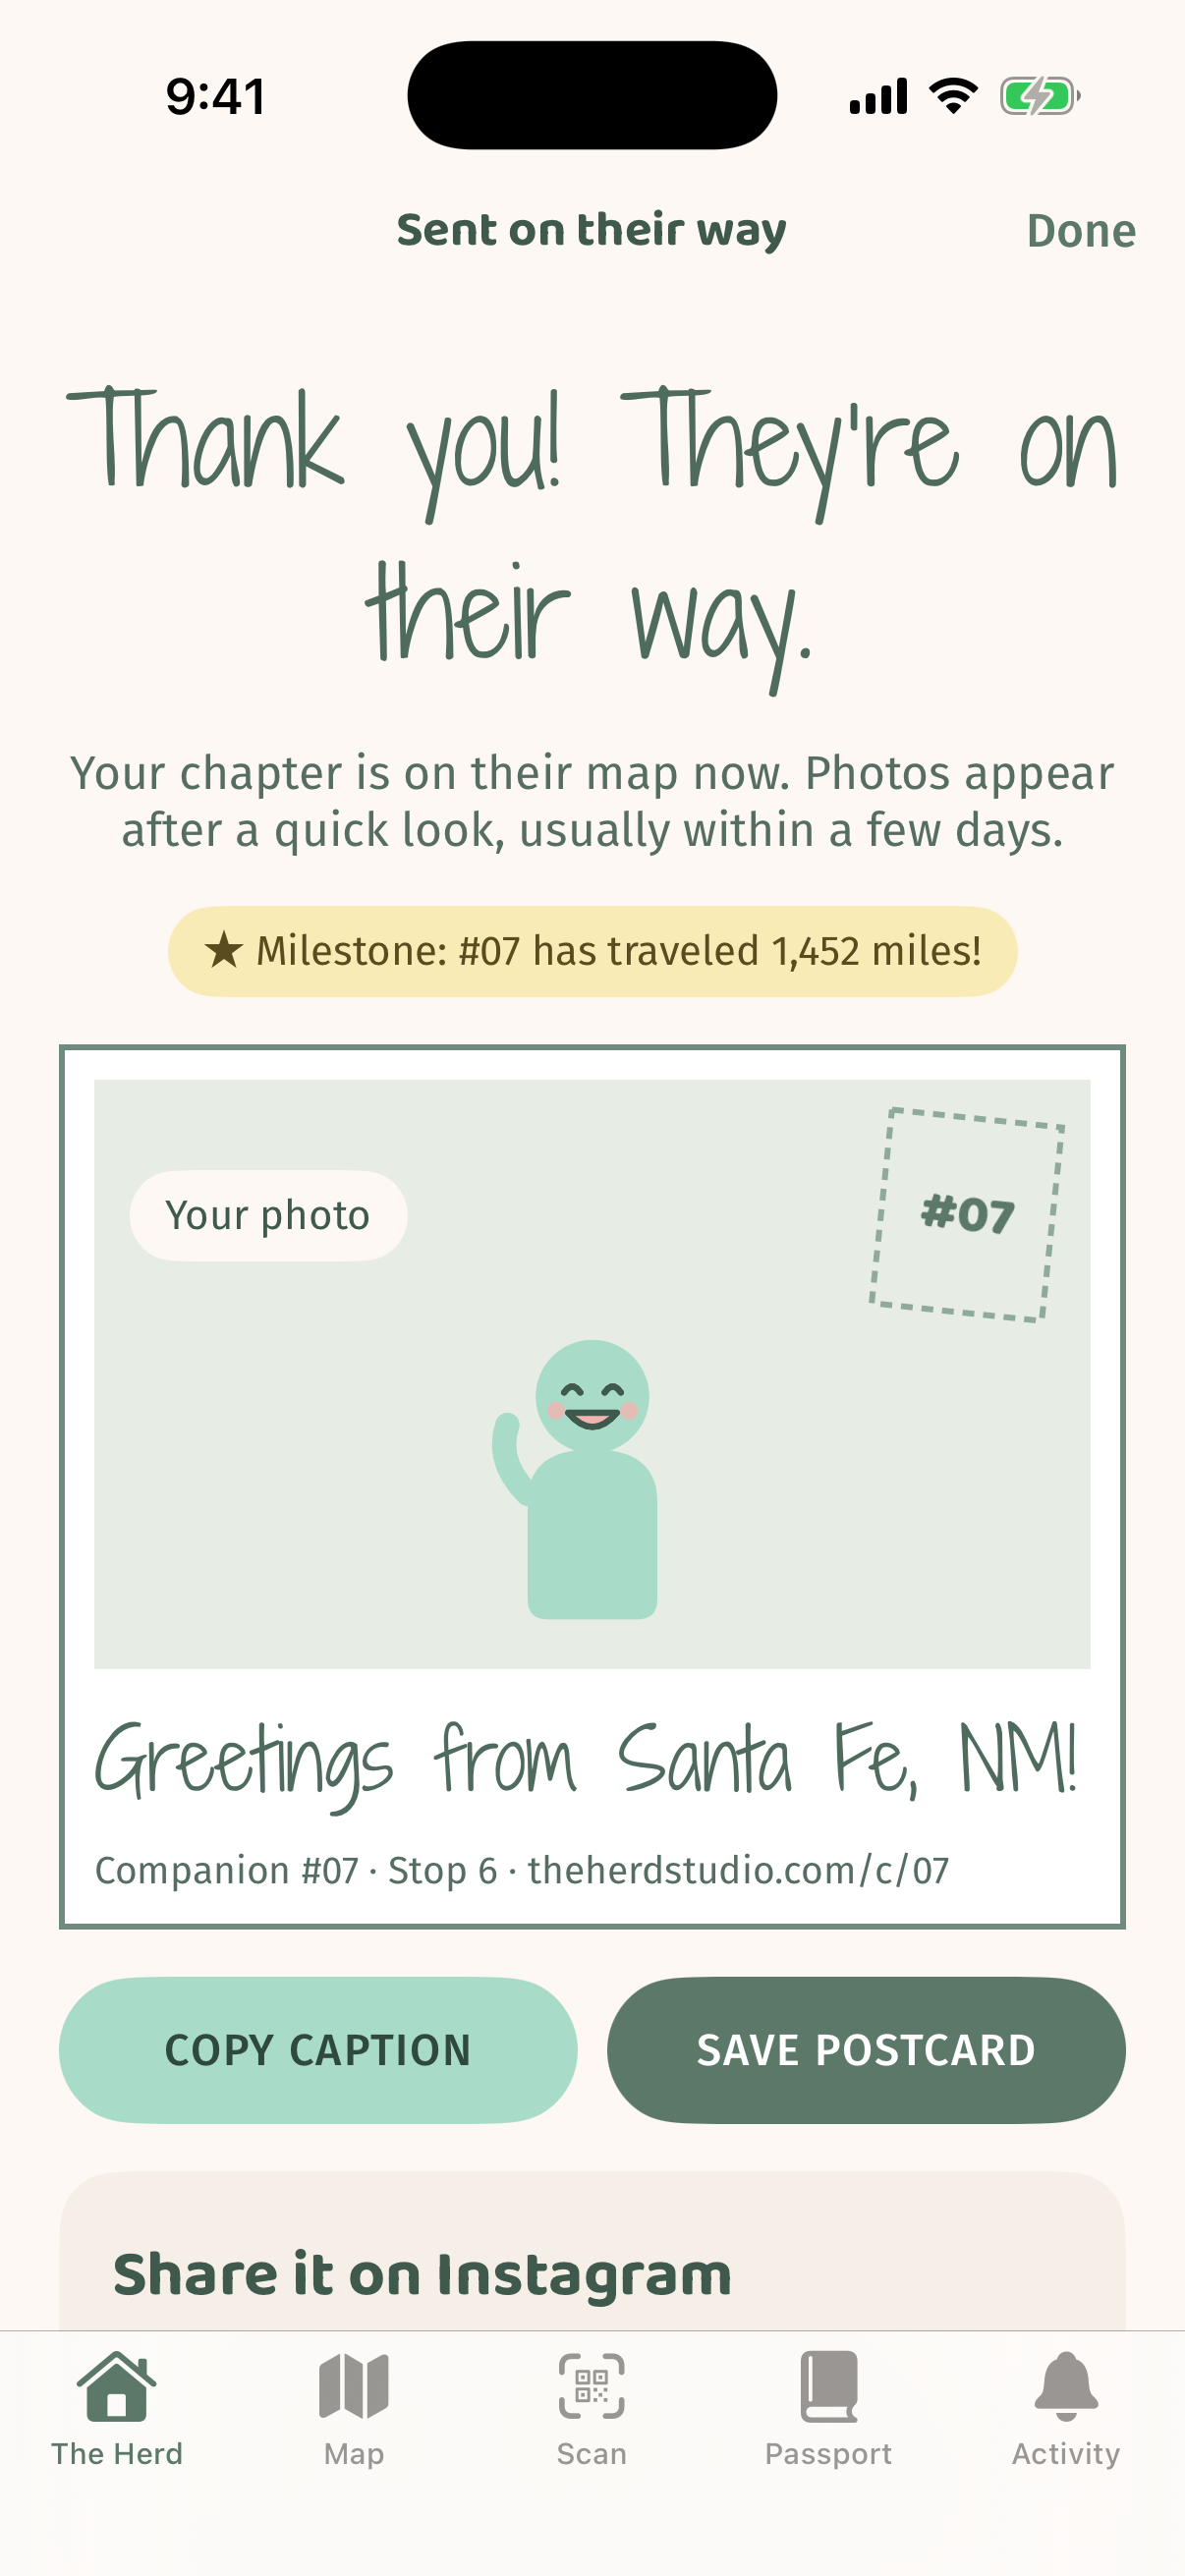 9:41
Sent on their way
Done
Thank you! They're on
their way.
Your chapter is on their map now. Photos appear
after a quick look, usually within a few days.
★ Milestone: #07 has traveled 1,452 miles!
Your photo
#07
Greetings from Santa Fe, NM!
Companion #07 · Stop 6 · theherdstudio.com/c/07
COPY CAPTION
SAVE POSTCARD
Share it on Instagram
The Herd
Map
Scan
Passport
Activity